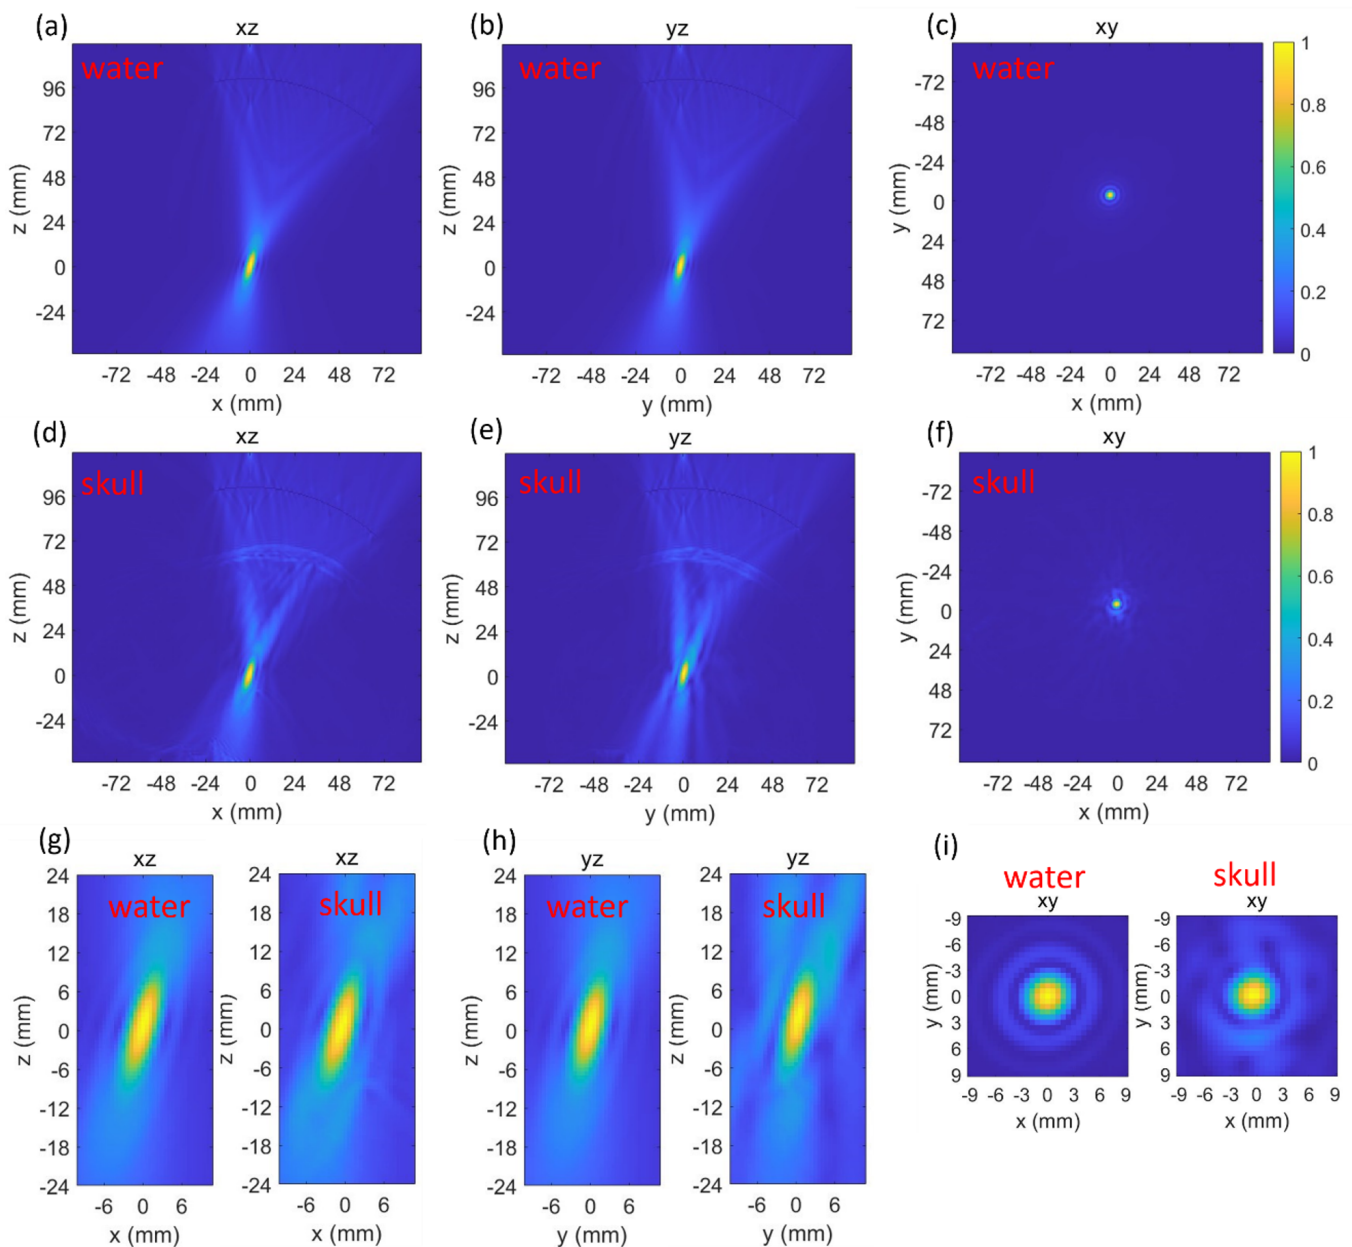 (a)
xz
water
96
72
48
24
0
-24
z (mm)
-72 -48 -24 0 24 48 72
x (mm)
(b)
yz
water
96
72
48
24
0
-24
z (mm)
-72 -48 -24 0 24 48 72
y (mm)
(c)
xy
water
-72
-48
-24
0
24
48
72
y (mm)
-72 -48 -24 0 24 48 72
x (mm)
1
0.8
0.6
0.4
0.2
0
(d)
xz
skull
96
72
48
24
0
-24
z (mm)
-72 -48 -24 0 24 48 72
x (mm)
(e)
yz
skull
96
72
48
24
0
-24
z (mm)
-72 -48 -24 0 24 48 72
y (mm)
(f)
xy
skull
-72
-48
-24
0
24
48
72
y (mm)
-72 -48 -24 0 24 48 72
x (mm)
1
0.8
0.6
0.4
0.2
0
(g)
xz
water
24
18
12
6
0
-6
-12
-18
-24
z (mm)
-6 0 6
x (mm)
xz
skull
24
18
12
6
0
-6
-12
-18
-24
z (mm)
-6 0 6
x (mm)
(h)
yz
water
24
18
12
6
0
-6
-12
-18
-24
z (mm)
-6 0 6
y (mm)
yz
skull
24
18
12
6
0
-6
-12
-18
-24
z (mm)
-6 0 6
y (mm)
(i)
water
xy
-9
-6
-3
0
3
6
9
y (mm)
-9 -6 -3 0 3 6 9
x (mm)
skull
xy
-9
-6
-3
0
3
6
9
y (mm)
-9 -6 -3 0 3 6 9
x (mm)